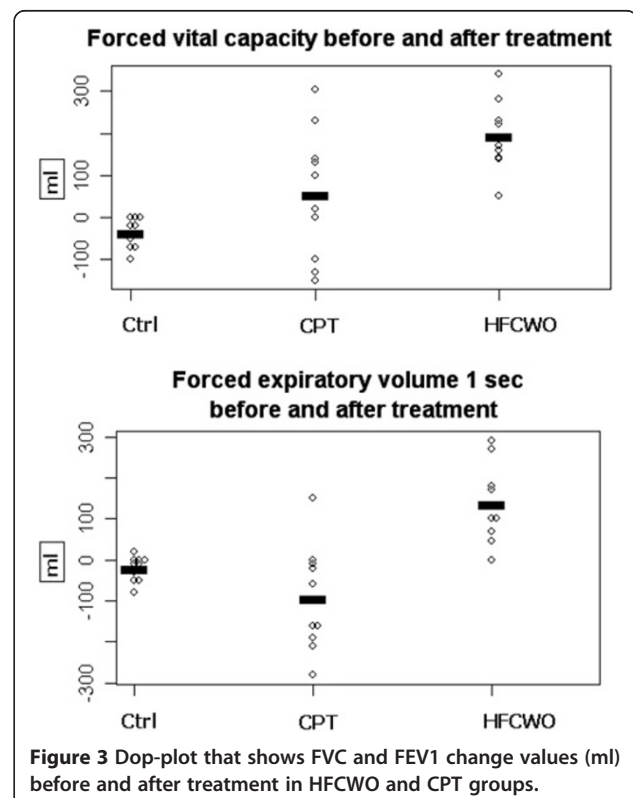 Forced vital capacity before and after treatment
300
100
0
-100
ml
Ctrl
CPT
HFCWO
Forced expiratory volume 1 sec
before and after treatment
300
100
0
-100
-300
ml
Ctrl
CPT
HFCWO
Figure 3 Dop-plot that shows FVC and FEV1 change values (ml)
before and after treatment in HFCWO and CPT groups.